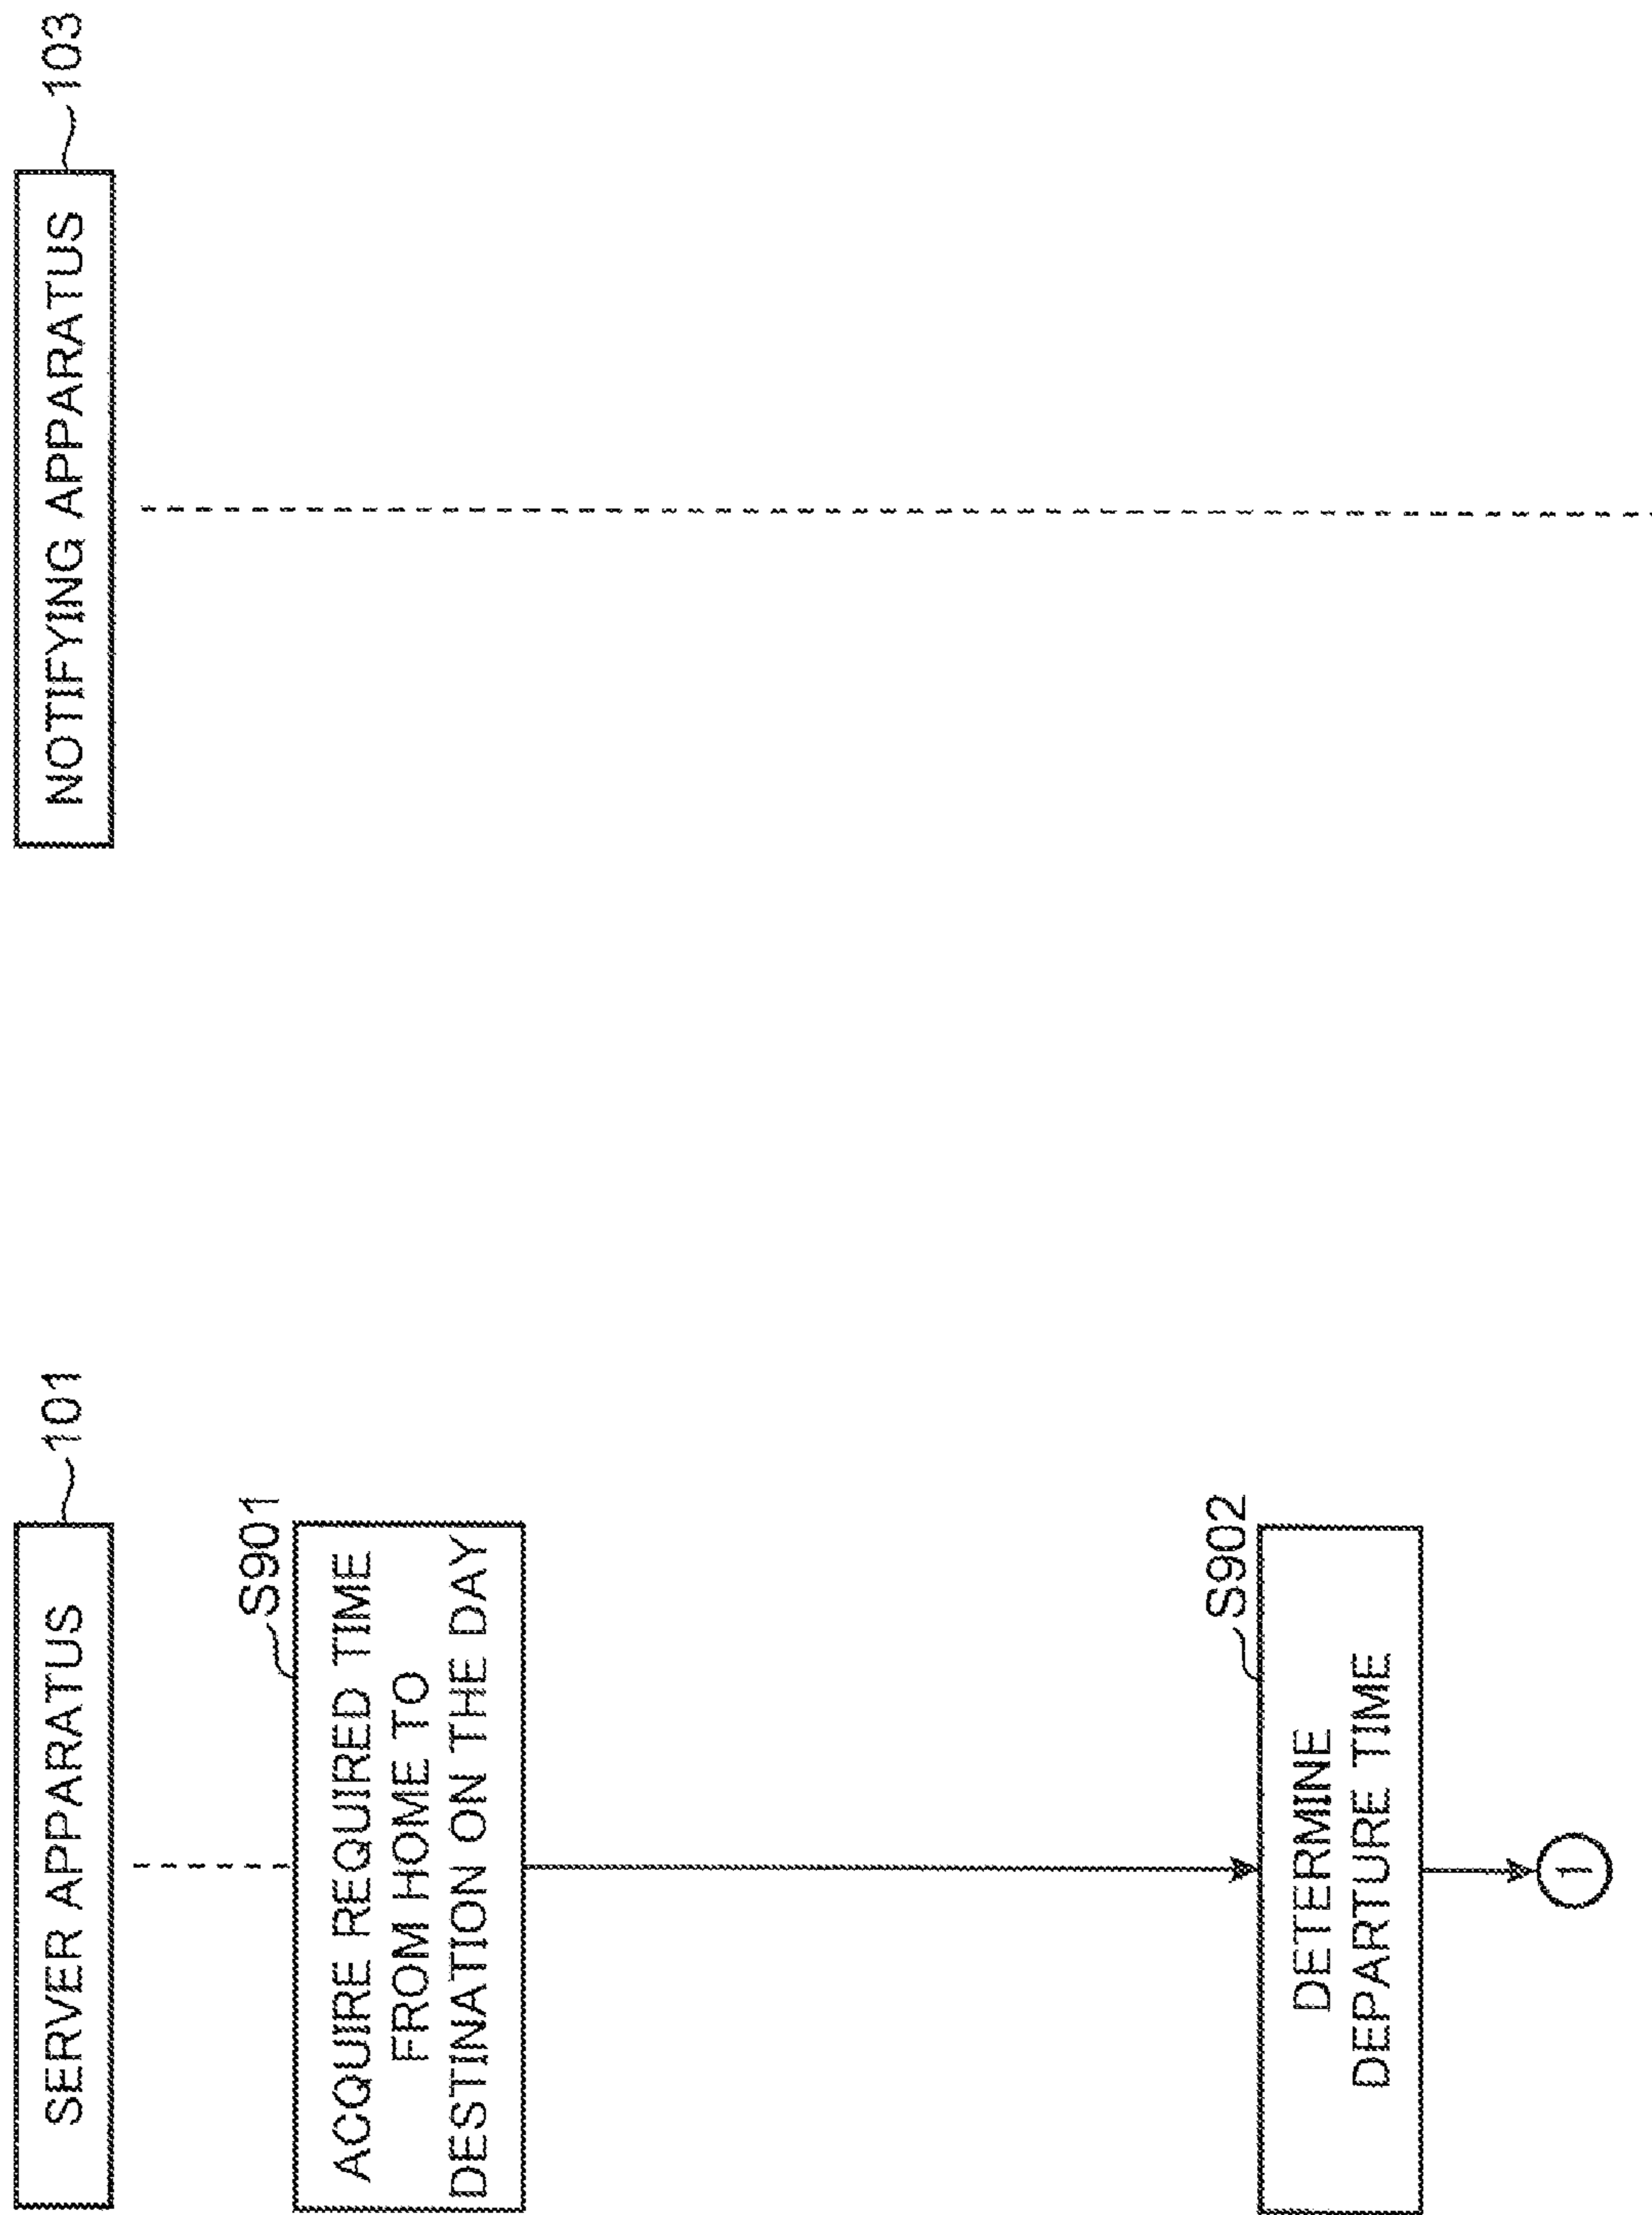 SERVER APPARATUS
101
NOTIFYING APPARATUS
103
S901
ACQUIRE REQUIRED TIME
FROM HOME TO
DESTINATION ON THE DAY
S902
DETERMINE
DEPARTURE TIME
1